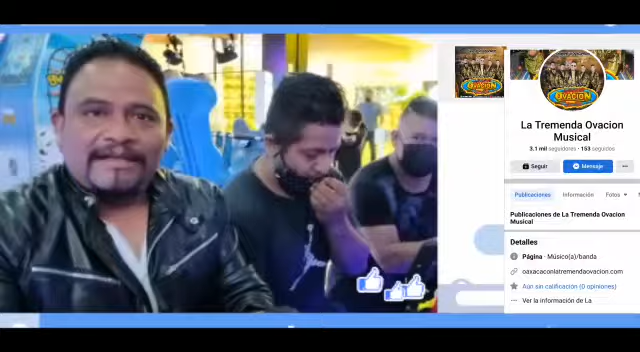 OVACION
OVACION
La Tremenda Ovacion
Musical
3.1 mil seguidores · 153 seguidos
Seguir
Mensaje
Publicaciones
Información
Fotos
Publicaciones de La Tremenda Ovacion
Musical
Detalles
Página · Músico(a)/banda
oaxacaconlatremendaovacion.com
Aún sin calificación (0 opiniones)
Ver la información de La